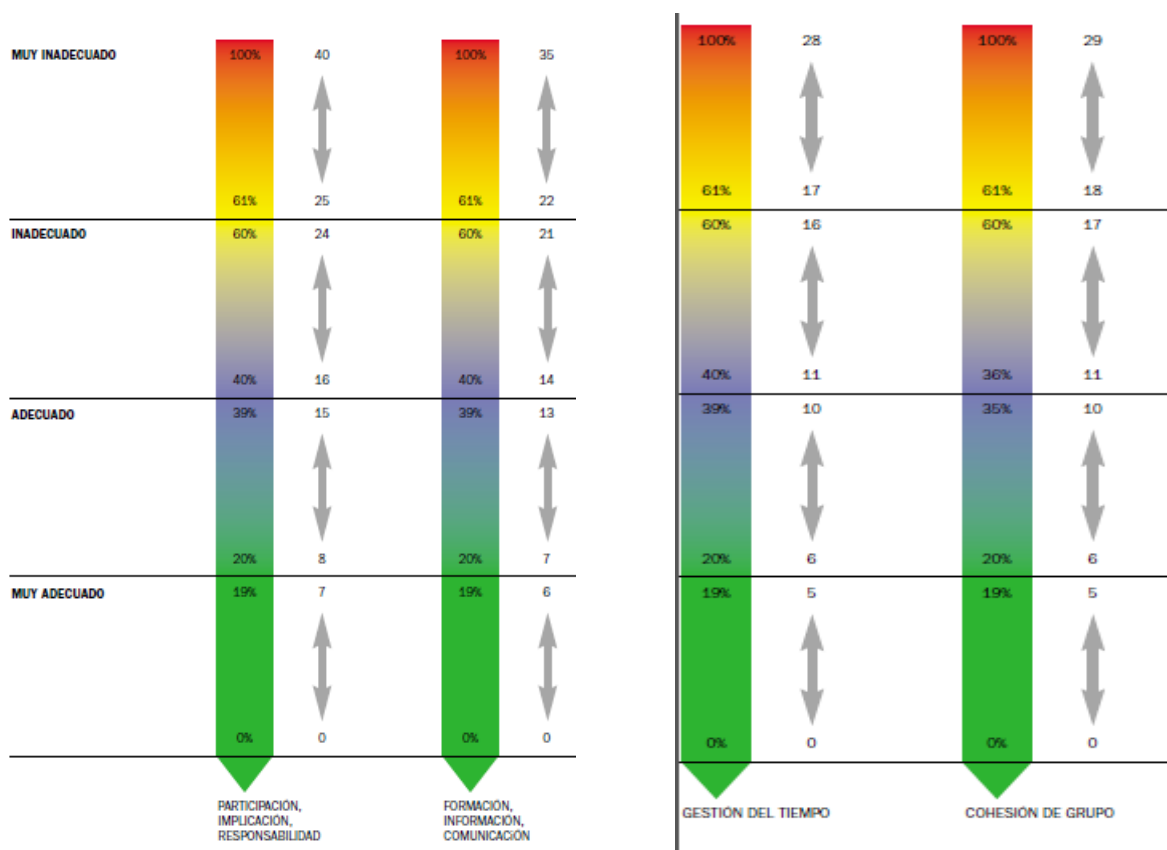 MUY INADECUADO 100% 40 100% 35 100% 28 100% 29
61% 25 61% 22 61% 17 61% 18
INADECUADO 60% 24 60% 21 60% 16 60% 17
40% 16 40% 14 40% 11 36% 11
ADECUADO 39% 15 39% 13 39% 10 35% 10
20% 8 20% 7 20% 6 20% 6
MUY ADECUADO 19% 7 19% 6 19% 5 19% 5
0% 0 0% 0 0% 0 0% 0
PARTICIPACIÓN,
IMPLICACIÓN,
RESPONSABILIDAD
FORMACIÓN,
INFORMACIÓN,
COMUNICACIÓN
GESTIÓN DEL TIEMPO
COHESIÓN DE GRUPO